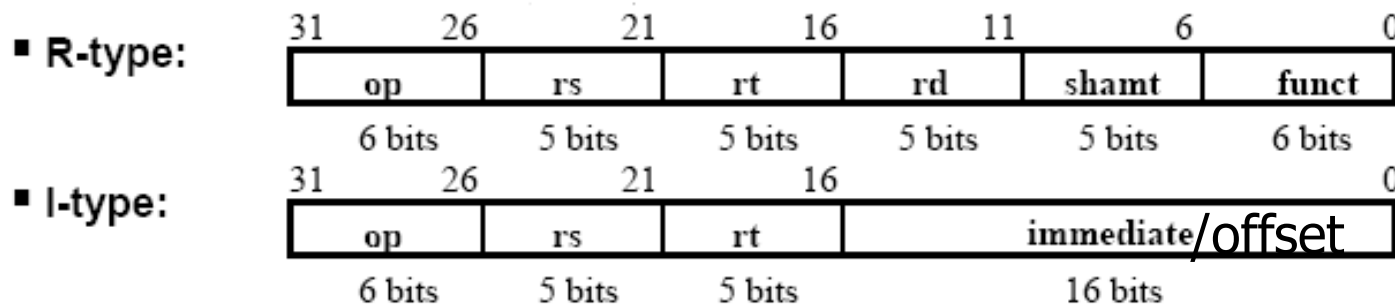 31 26 21 16 11 6 0
▪ R-type:
op rs rt rd shamt funct
6 bits 5 bits 5 bits 5 bits 5 bits 6 bits
31 26 21 16 0
▪ I-type:
op rs rt immediate/offset
6 bits 5 bits 5 bits 16 bits